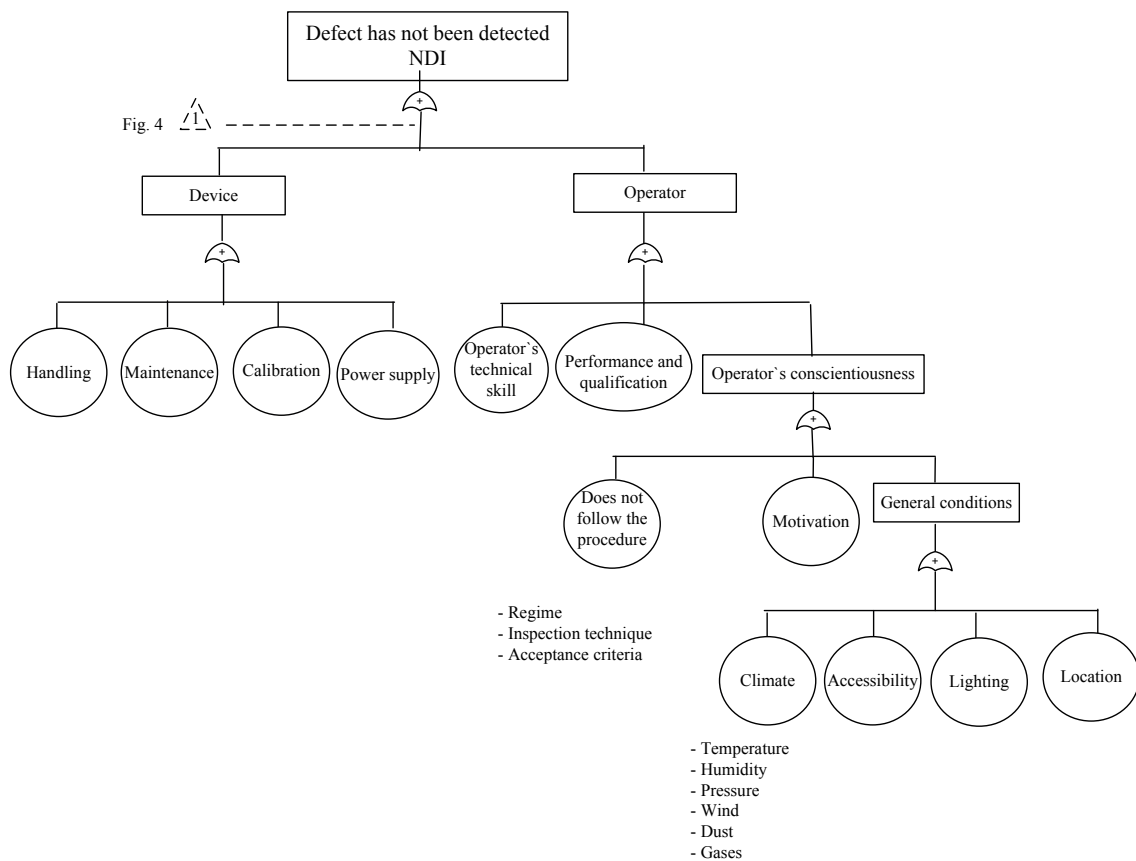 Defect has not been detected
NDI
+
Fig. 4
1
Device
Operator
+
+
Handling
Maintenance
Calibration
Power supply
Operator`s
technical
skill
Performance and
qualification
Operator`s conscientiousness
+
Does not
follow the
procedure
Motivation
General conditions
+
- Regime
- Inspection technique
- Acceptance criteria
Climate
Accessibility
Lighting
Location
- Temperature
- Humidity
- Pressure
- Wind
- Dust
- Gases